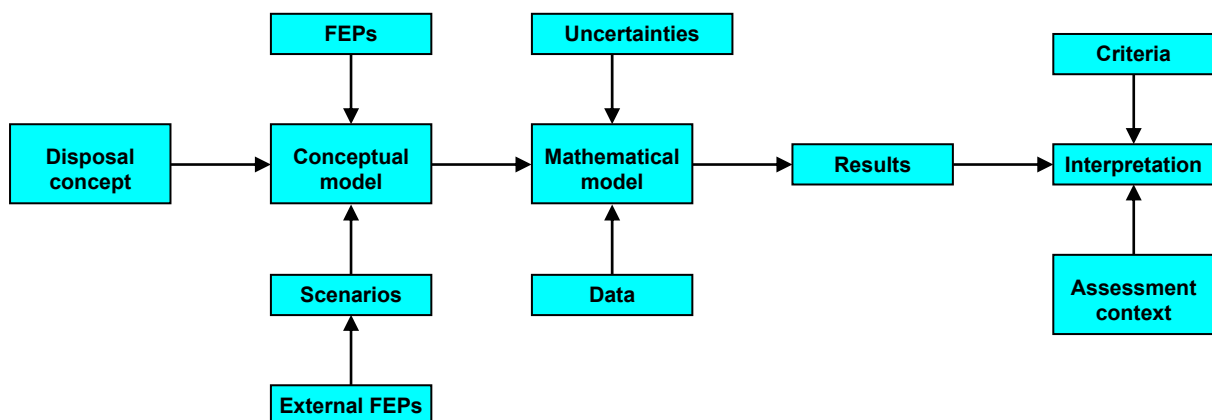 FEPs
Uncertainties
Criteria
Disposal
concept
Conceptual
model
Mathematical
model
Results
Interpretation
Scenarios
Data
Assessment
context
External FEPs